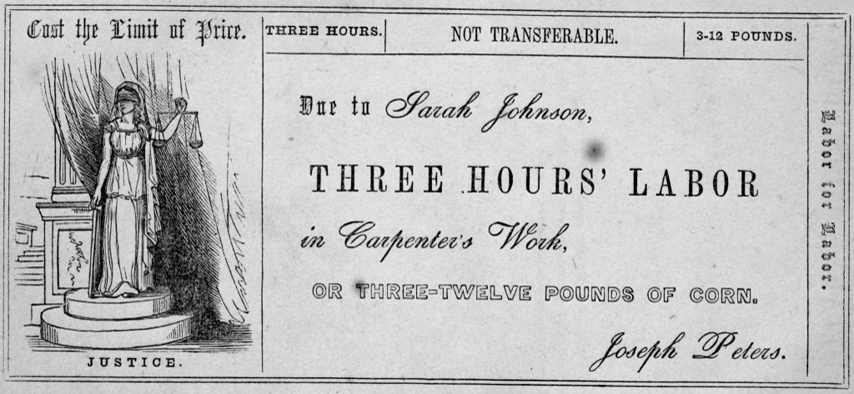 Cost the Limit of Price.
THREE HOURS.
NOT TRANSFERABLE.
3-12 POUNDS.
Due to Sarah Johnson,
THREE HOURS' LABOR
in Carpenter's Work,
OR THREE-TWELVE POUNDS OF CORN.
Joseph Peters.
JUSTICE.
Labor for Labor.